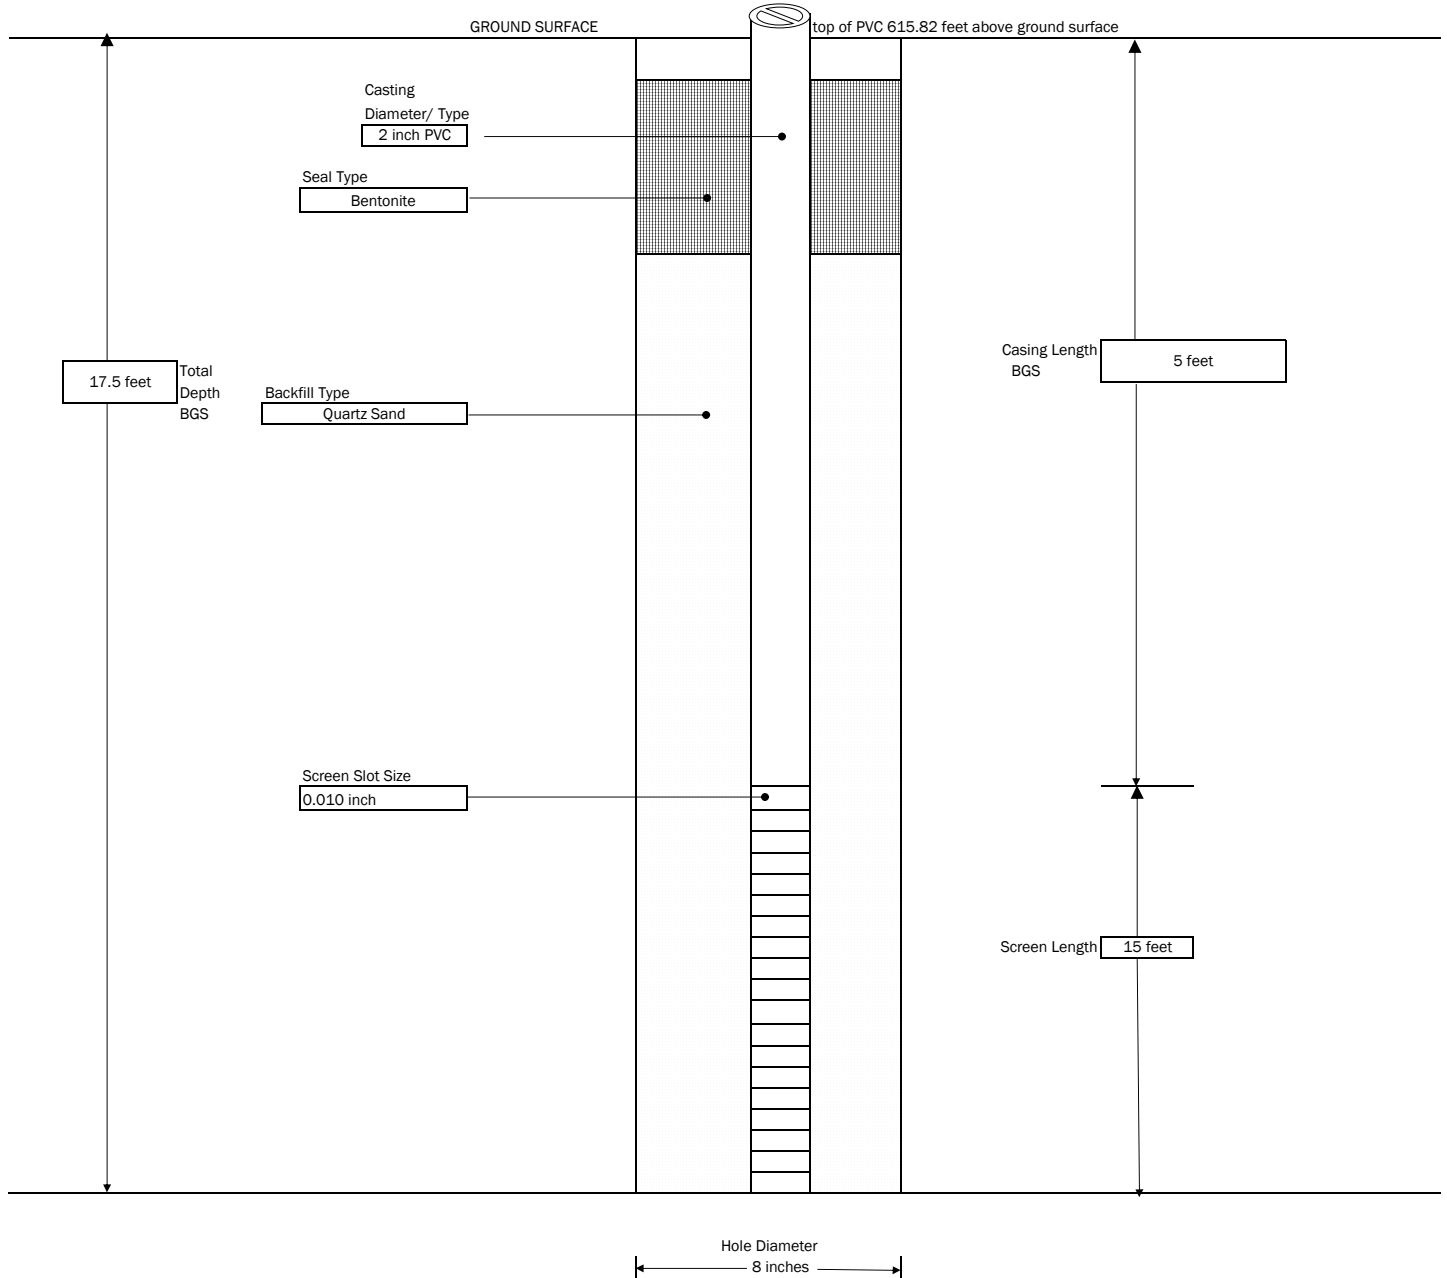 GROUND SURFACE
top of PVC 615.82 feet above ground surface
Casting
Diameter/ Type
2 inch PVC
Seal Type
Bentonite
Casing Length
BGS
5 feet
17.5 feet
Total
Depth
BGS
Backfill Type
Quartz Sand
Screen Slot Size
0.010 inch
Screen Length
15 feet
Hole Diameter
8 inches